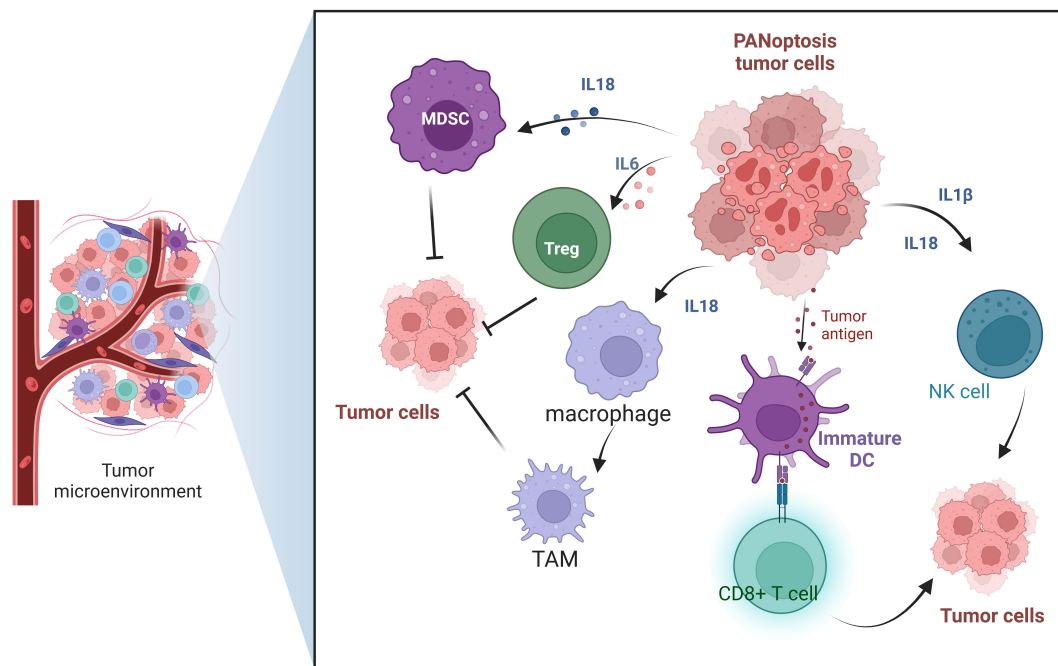 PANoptosis
tumor cells
IL18
MDSC
IL6
IL1β
IL18
Treg
IL18
Tumor
antigen
NK cell
Tumor cells
macrophage
Immature
DC
Tumor
microenvironment
TAM
CD8+ T cell
Tumor cells